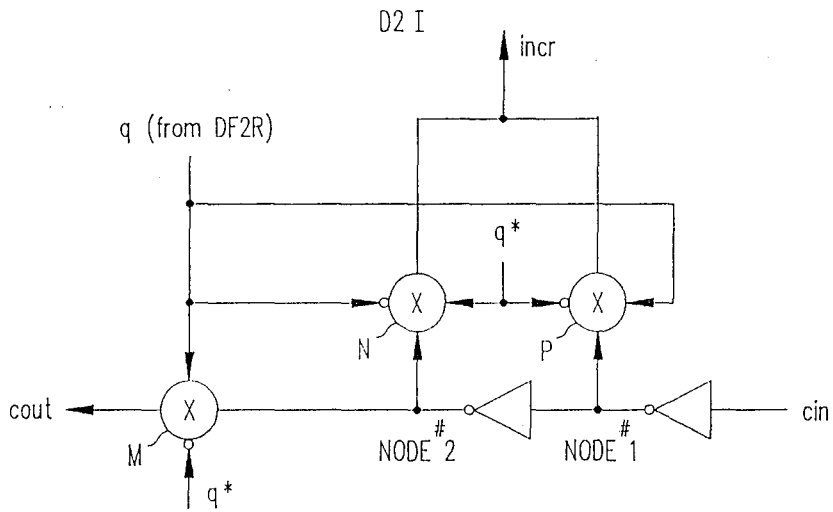 D2 I
incr
q (from DF2R)
q*
X
X
N
P
cout
X
cin
M
#
NODE 2
#
NODE 1
q*